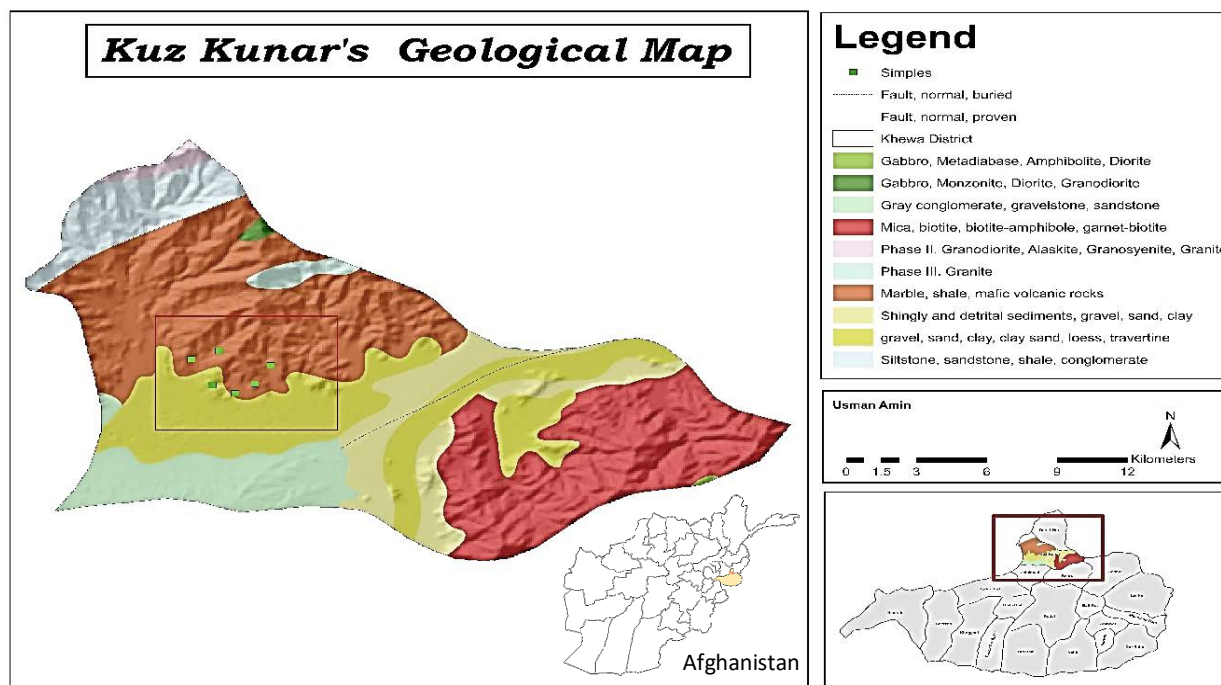 Kuz Kunar's Geological Map
Afghanistan
Legend
Simples
Fault, normal, buried
Fault, normal, proven
Khewa District
Gabbro, Metadiabase, Amphibolite, Diorite
Gabbro, Monzonite, Diorite, Granodiorite
Gray conglomerate, gravelstone, sandstone
Mica, biotite, biotite-amphibole, garnet-biotite
Phase II. Granodiorite, Alaskite, Granosyenite, Granite
Phase III. Granite
Marble, shale, mafic volcanic rocks
Shingly and detrital sediments, gravel, sand, clay
gravel, sand, clay, clay sand, loess, travertine
Siltstone, sandstone, shale, conglomerate
Usman Amin
N
Kilometers
0 1.5 3 6 9 12